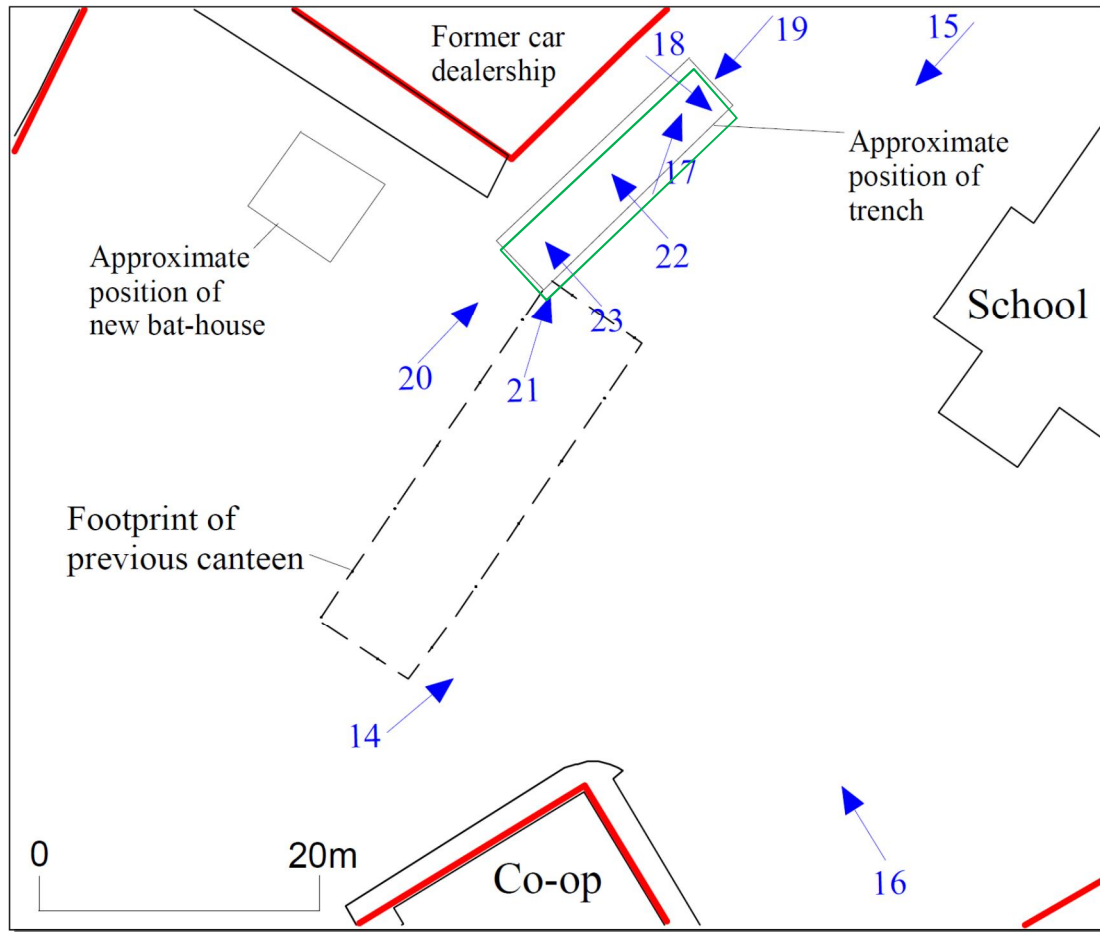 Former car
dealership
18
19
15
17
Approximate
position of
trench
22
Approximate
position of
new bat-house
23
School
20
21
Footprint of
previous canteen
14
0
20m
Co-op
16